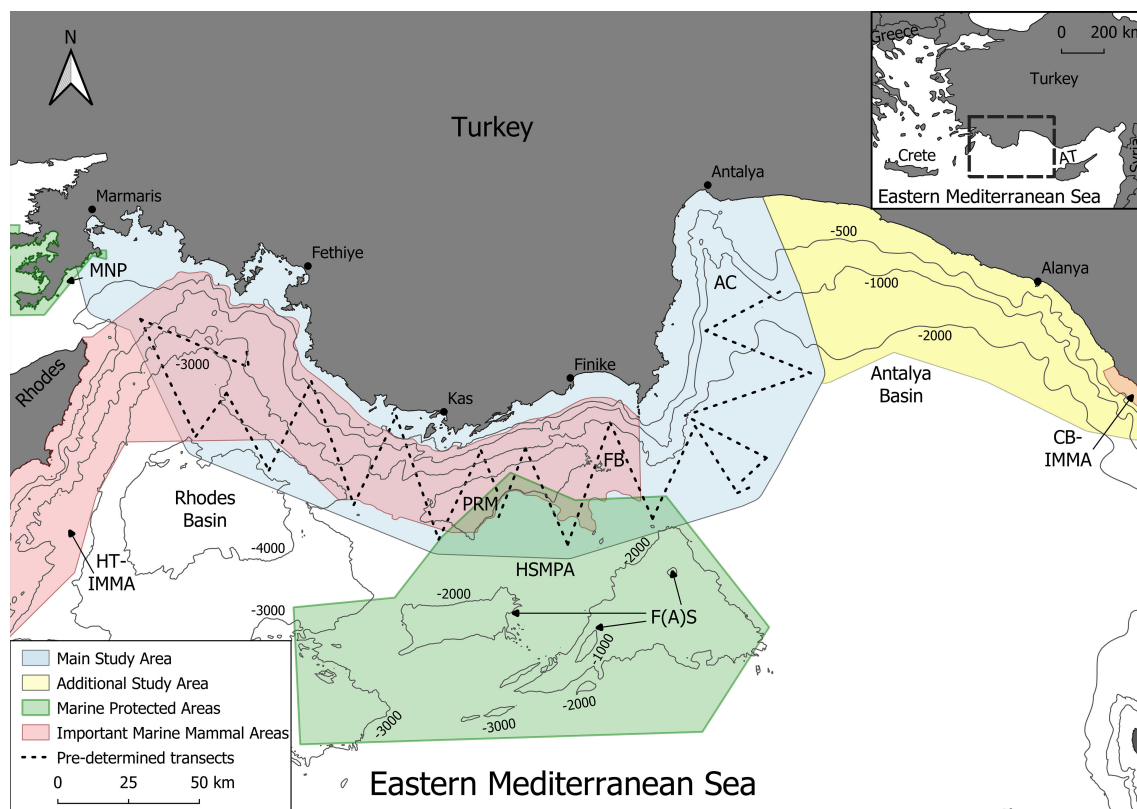 N
Turkey
Marmaris
MNP
Fethiye
Antalya
AC
-500
-1000
-2000
Alanya
Antalya
Basin
CB-
IMMA
Rhodes
-3000
Finike
Kas
FB
PRM
Rhodes
Basin
-4000
HT-
IMMA
HSMPA
-2000
-2000
-3000
F(A)S
-1000
-2000
-3000
-3000
Eastern Mediterranean Sea
Greece
0 200 km
Turkey
Crete
AT
Syria
Eastern Mediterranean Sea
Main Study Area
Additional Study Area
Marine Protected Areas
Important Marine Mammal Areas
Pre-determined transects
0 25 50 km